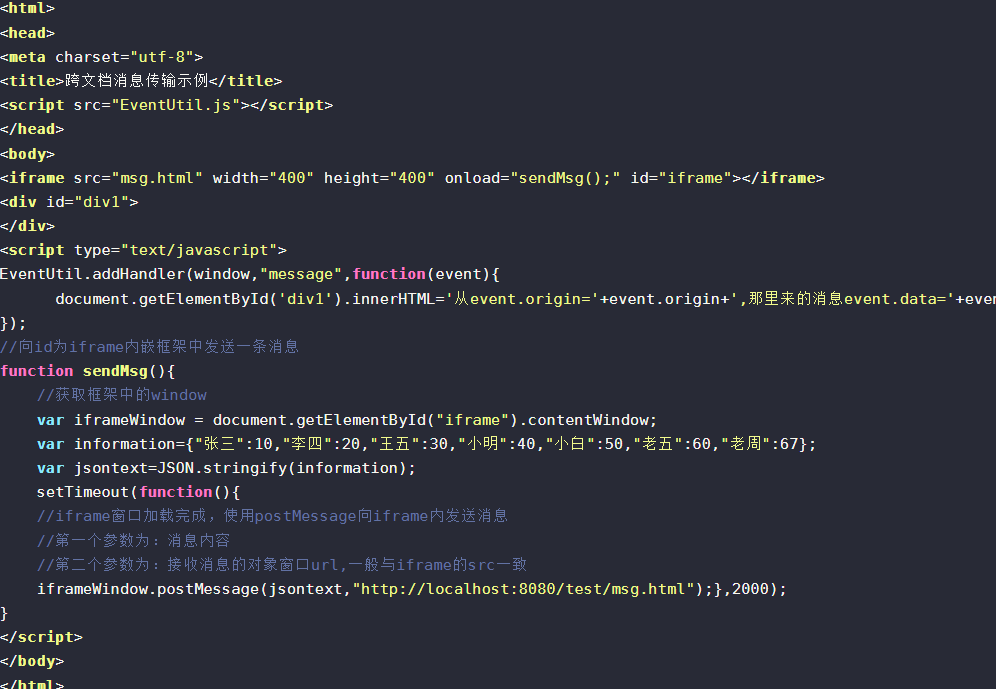 <html>
<head>
<meta charset="utf-8">
<title>跨文档消息传输示例</title>
<script src="EventUtil.js"></script>
</head>
<body>
<iframe src="msg.html" width="400" height="400" onload="sendMsg();" id="iframe"></iframe>
<div id="div1">
</div>
<script type="text/javascript">
EventUtil.addHandler(window,"message",function(event){
      document.getElementById('div1').innerHTML='从event.origin='+event.origin+',那里来的消息event.data='+even
});
//向id为iframe内嵌框架中发送一条消息
function sendMsg(){
    //获取框架中的window
    var iframeWindow = document.getElementById("iframe").contentWindow;
    var information={"张三":10,"李四":20,"王五":30,"小明":40,"小白":50,"老五":60,"老周":67};
    var jsontext=JSON.stringify(information);
    setTimeout(function(){
    //iframe窗口加载完成，使用postMessage向iframe内发送消息
    //第一个参数为：消息内容
    //第二个参数为：接收消息的对象窗口url,一般与iframe的src一致
    iframeWindow.postMessage(jsontext,"http://localhost:8080/test/msg.html");},2000);
}
</script>
</body>
</html>